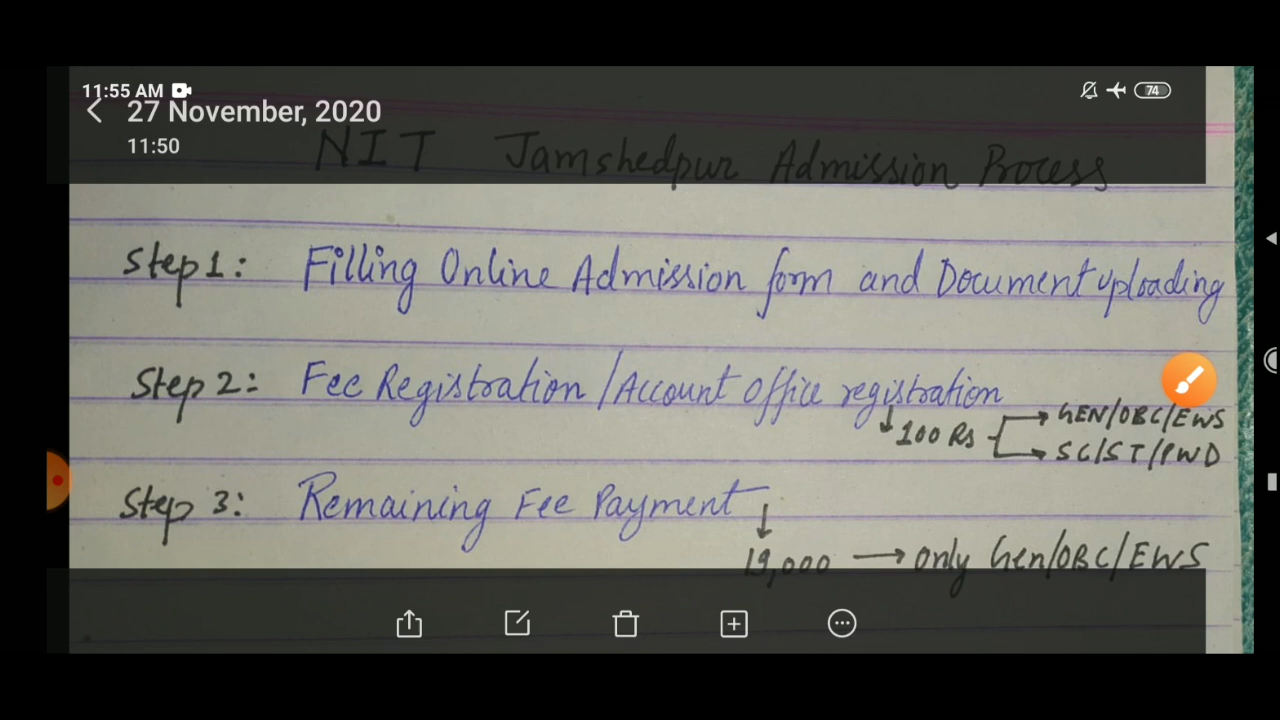 11:55 AM
74
27 November, 2020
11:50
NIT Jamshedpur Admission Process
Step 1: Filling Online Admission form and Document uploading
Step 2: Fee Registration / Account Office registration
100 Rs
GEN/OBC/EWS
SC/ST/PWD
Step 3: Remaining Fee Payment
19,000 → only Gen/OBC/EWS